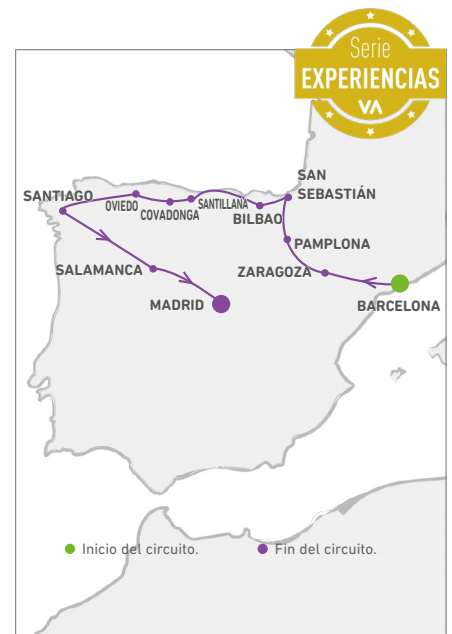 Serie
EXPERIENCIAS
VA
SAN
SEBASTIÁN
SANTIAGO
OVIEDO
COVADONGA
SANTILLANA
BILBAO
PAMPLONA
SALAMANCA
ZARAGOZA
MADRID
BARCELONA
Inicio del circuito.
Fin del circuito.